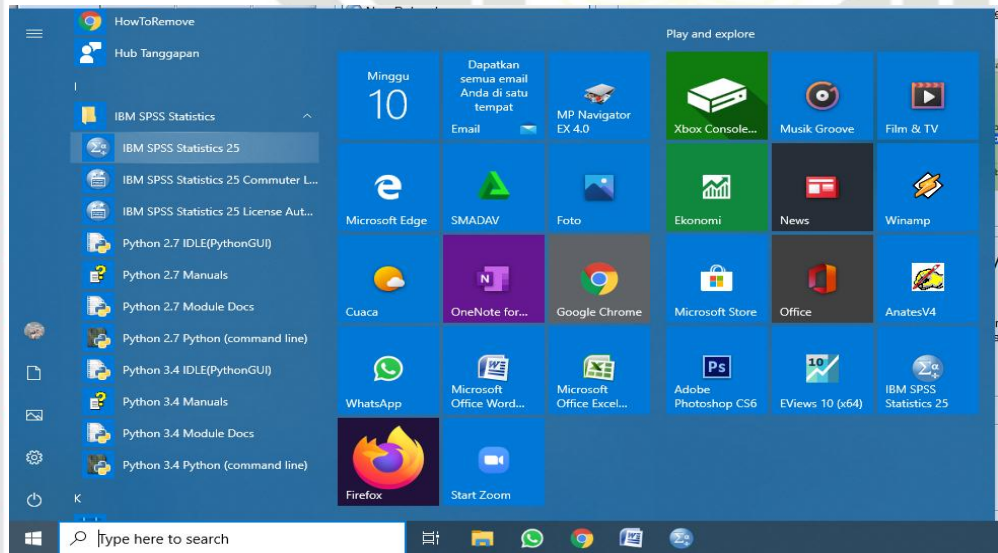 HowToRemove
Hub Tanggapan
I
IBM SPSS Statistics
IBM SPSS Statistics 25
IBM SPSS Statistics 25 Commuter L...
IBM SPSS Statistics 25 License Aut...
Python 2.7 IDLE(PythonGUI)
Python 2.7 Manuals
Python 2.7 Module Docs
Python 2.7 Python (command line)
Python 3.4 IDLE(PythonGUI)
Python 3.4 Manuals
Python 3.4 Module Docs
Python 3.4 Python (command line)
K
Minggu
10
Dapatkan
semua email
Anda di satu
tempat
Email
MP Navigator
EX 4.0
Microsoft Edge
SMADAV
Foto
Cuaca
OneNote for...
Google Chrome
WhatsApp
Microsoft
Office Word...
Microsoft
Office Excel...
Firefox
Start Zoom
Play and explore
Xbox Console...
Musik Groove
Film & TV
Ekonomi
News
Winamp
Microsoft Store
Office
AnatesV4
Ps
Adobe
Photoshop CS6
10
EViews 10 (x64)
IBM SPSS
Statistics 25
Type here to search